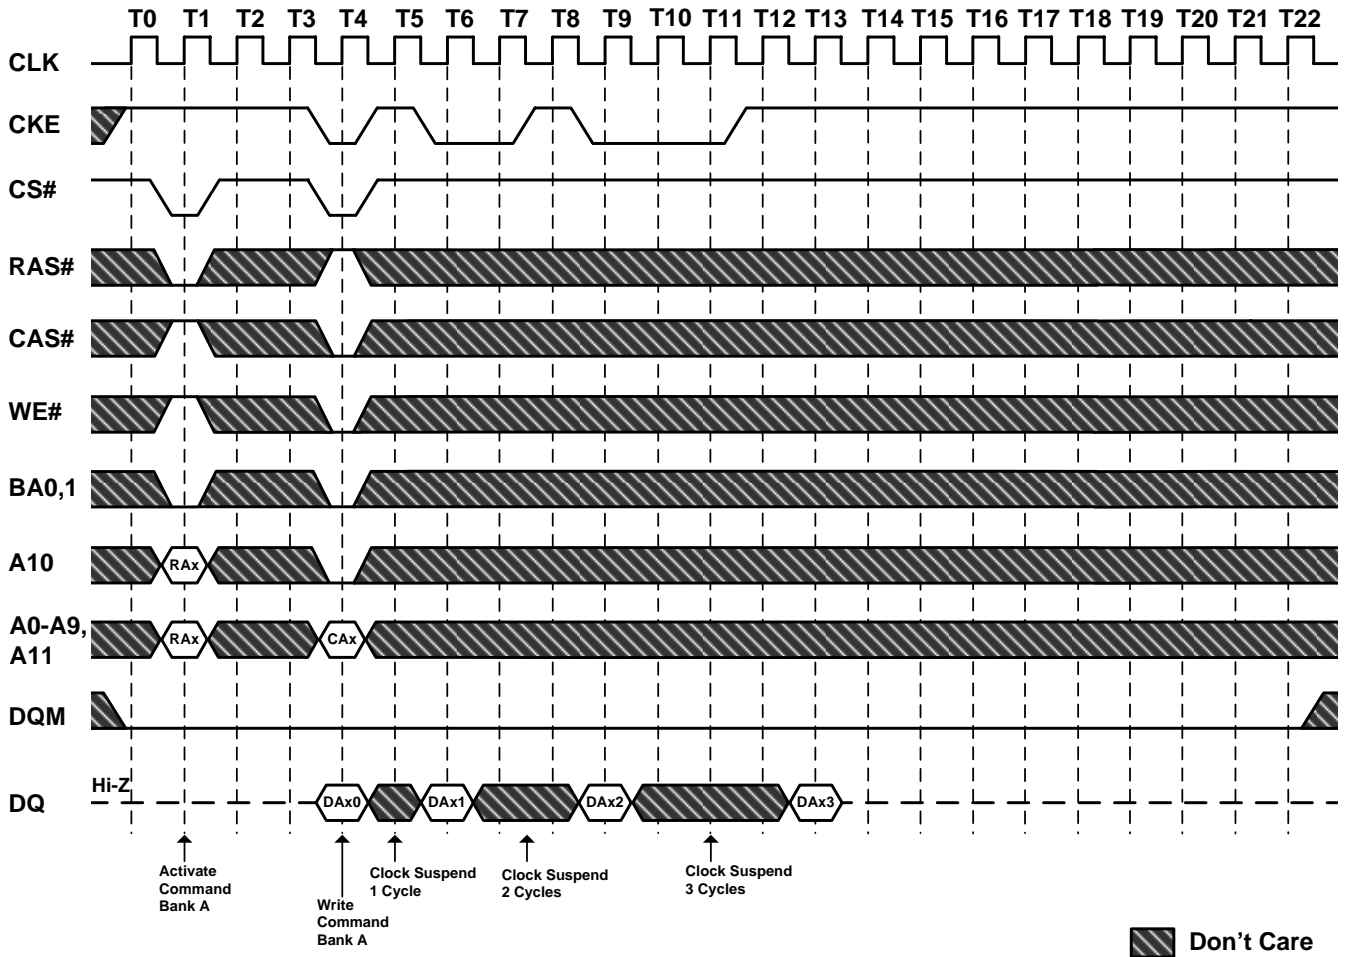 T0 T1 T2 T3 T4 T5 T6 T7 T8 T9 T10 T11 T12 T13 T14 T15 T16 T17 T18 T19 T20 T21 T22
CLK
CKE
CS#
RAS#
CAS#
WE#
BA0,1
A10
RAx
A0-A9,
A11
RAx
CAx
DQM
Hi-Z
DQ
DAx0
DAx1
DAx2
DAx3
Activate
Command
Bank A
Write
Command
Bank A
Clock Suspend
1 Cycle
Clock Suspend
2 Cycles
Clock Suspend
3 Cycles
Don't Care